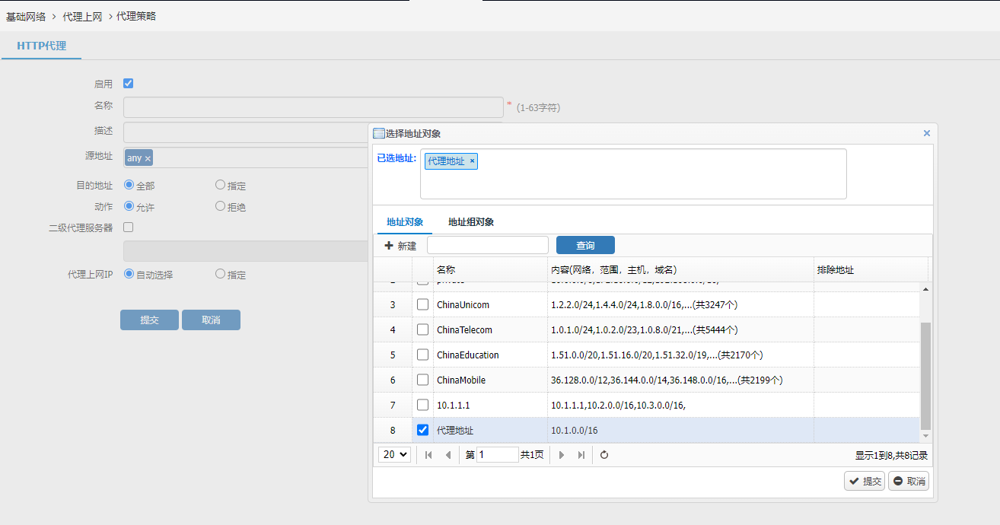 基础网络 > 代理上网 > 代理策略
HTTP代理
启用
名称 * (1-63字符)
描述
源地址 any ×
目的地址 全部 指定
动作 允许 拒绝
二级代理服务器
代理上网IP 自动选择 指定
提交 取消
选择地址对象 ×
已选地址: 代理地址 ×
地址对象 地址组对象
新建 查询
名称 内容(网络，范围，主机，域名) 排除地址
3 ChinaUnicom 1.2.2.0/24,1.4.4.0/24,1.8.0.0/16,...(共3247个)
4 ChinaTelecom 1.0.1.0/24,1.0.2.0/23,1.0.8.0/21,...(共5444个)
5 ChinaEducation 1.51.0.0/20,1.51.16.0/20,1.51.32.0/19,...(共2170个)
6 ChinaMobile 36.128.0.0/12,36.144.0.0/14,36.148.0.0/16,...(共2199个)
7 10.1.1.1 10.1.1.1,10.2.0.0/16,10.3.0.0/16,
8 代理地址 10.1.0.0/16
20 第 1 共1页 显示1到8,共8记录
提交 取消